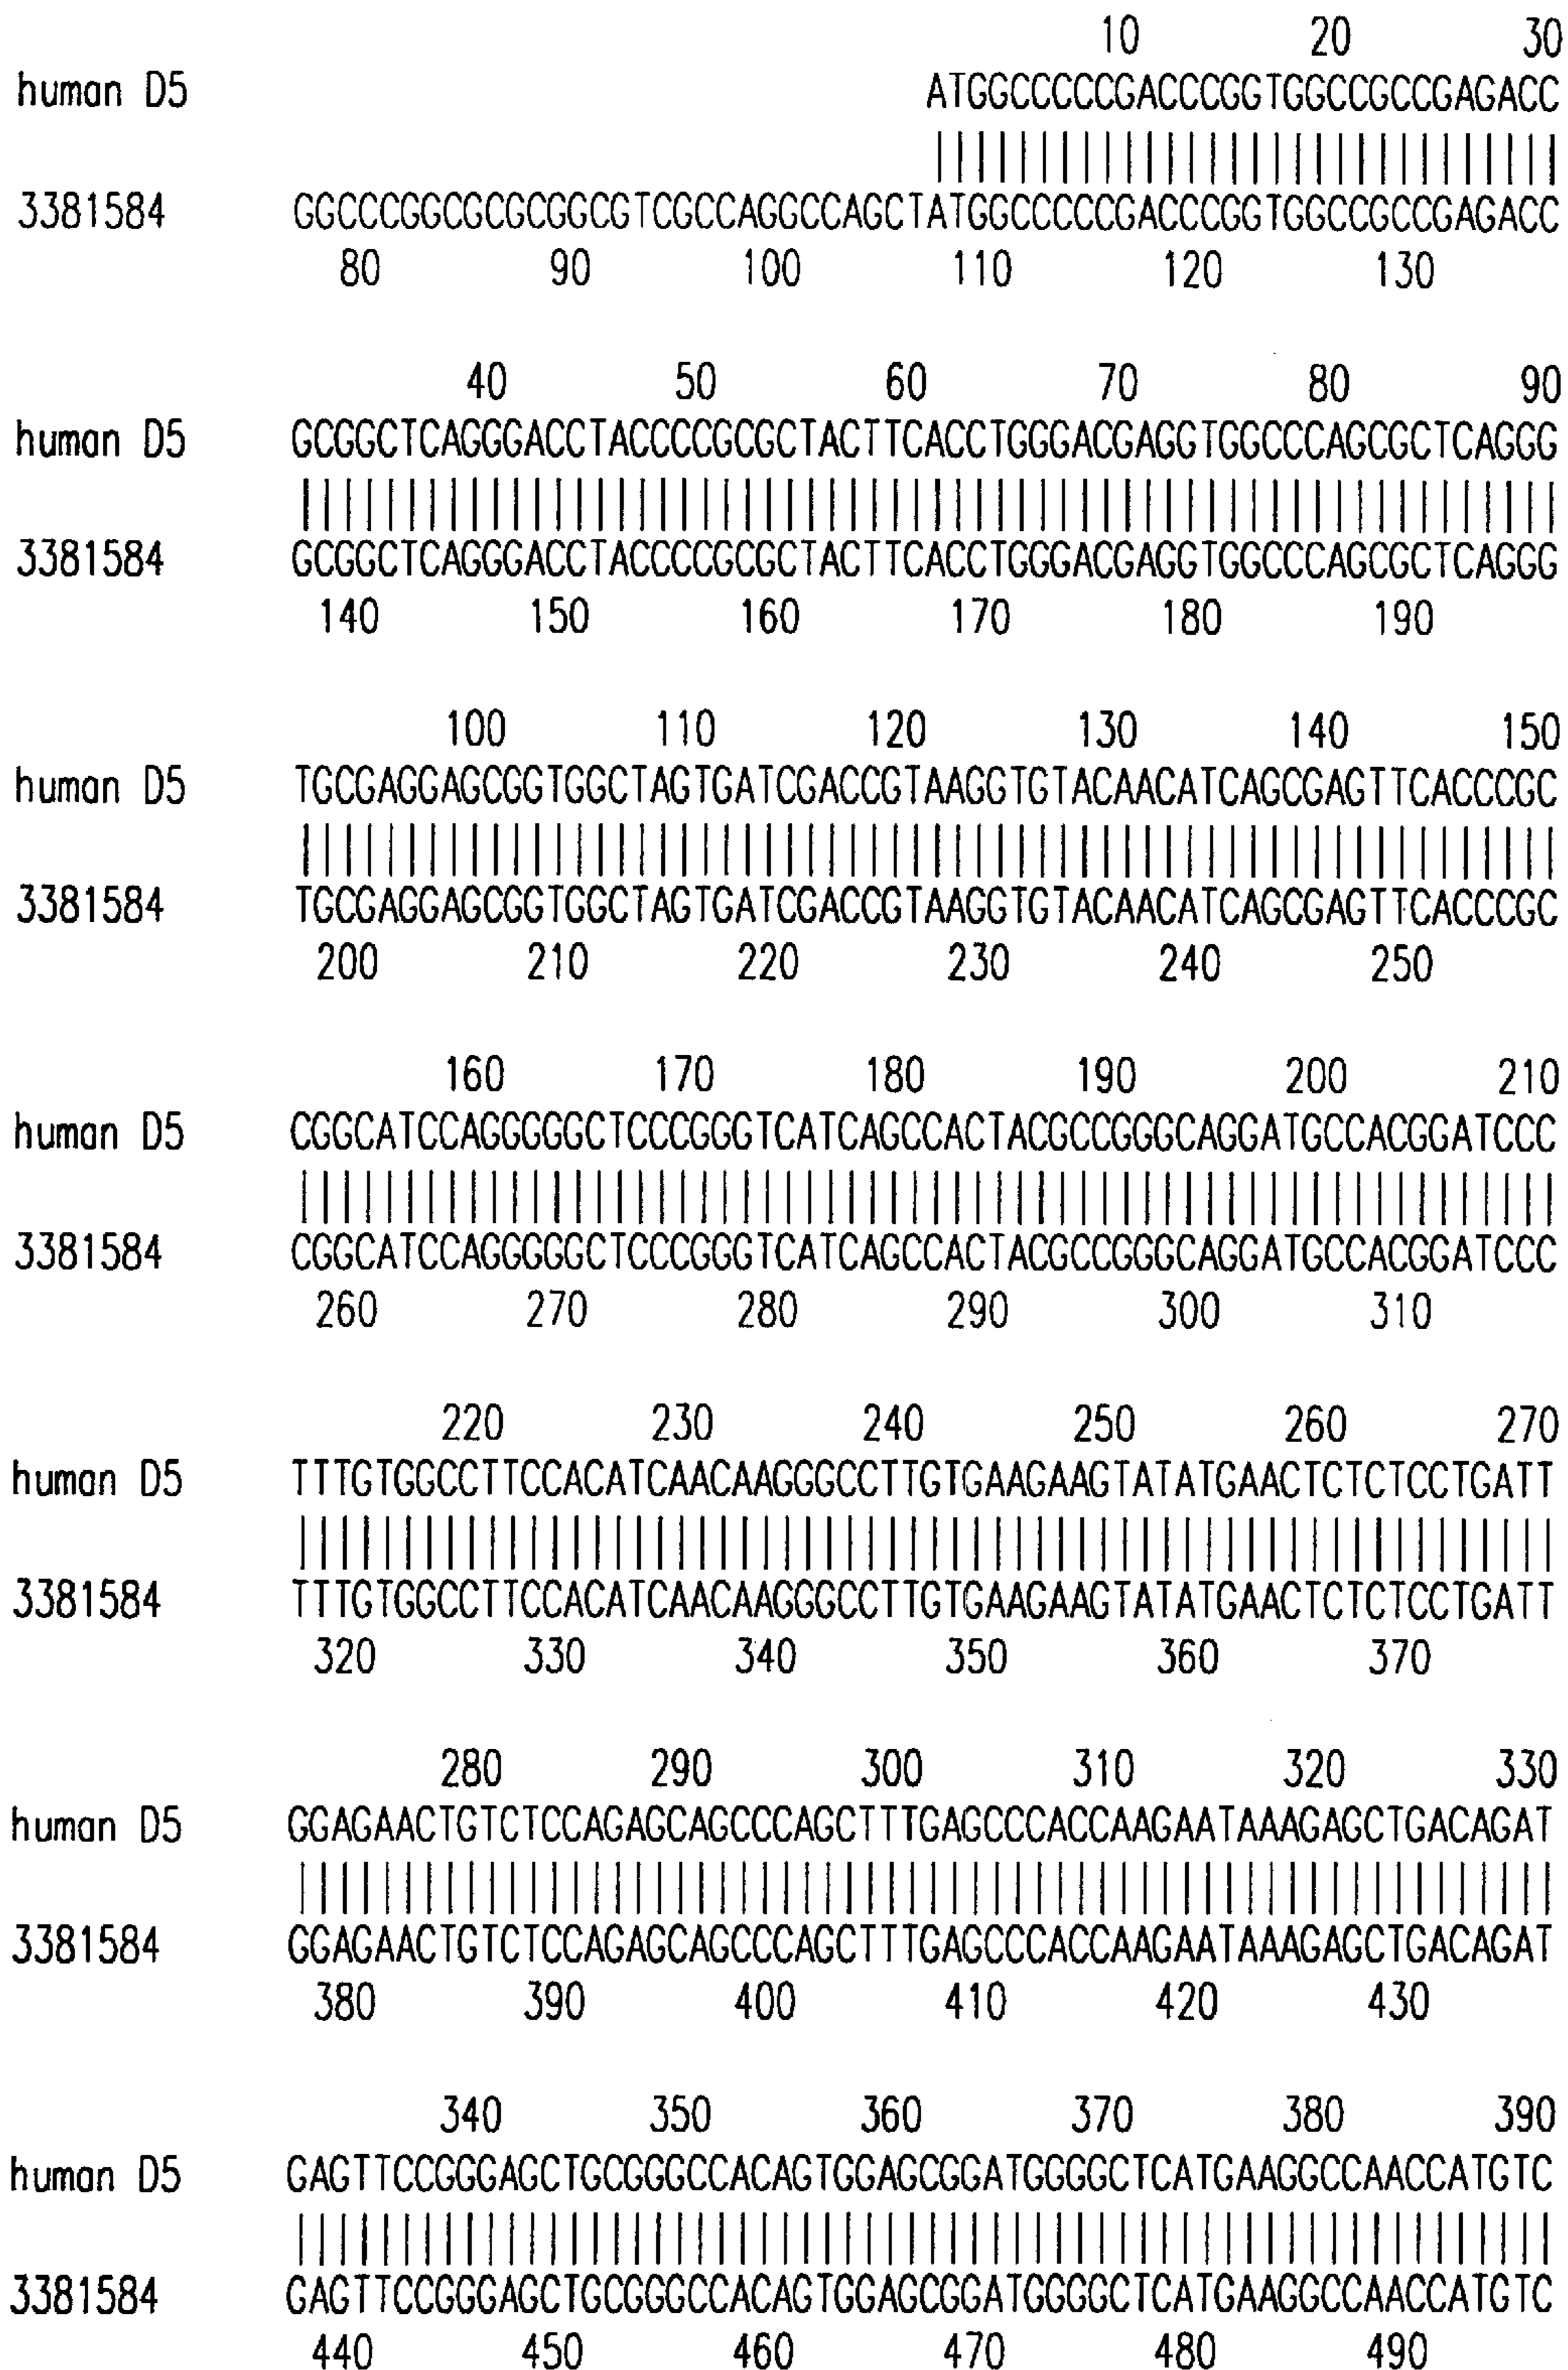 10 20 30
human D5 ATGGCCCCCGACCCGGTGGCCGCCGAGACC
3381584 GGCCCGGCGCGCGGCGTCGCCAGGCCAGCTATGGCCCCCGACCCGGTGGCCGCCGAGACC
80 90 100 110 120 130
40 50 60 70 80 90
human D5 GCGGCTCAGGGACCTACCCCGCGCTACTTCACCTGGGACGAGGTGGCCCAGCGCTCAGGG
3381584 GCGGCTCAGGGACCTACCCCGCGCTACTTCACCTGGGACGAGGTGGCCCAGCGCTCAGGG
140 150 160 170 180 190
100 110 120 130 140 150
human D5 TGCGAGGAGCGGTGGCTAGTGATCGACCGTAAGGTGTACAACATCAGCGAGTTCACCCGC
3381584 TGCGAGGAGCGGTGGCTAGTGATCGACCGTAAGGTGTACAACATCAGCGAGTTCACCCGC
200 210 220 230 240 250
160 170 180 190 200 210
human D5 CGGCATCCAGGGGGCTCCCGGGTCATCAGCCACTACGCCGGGCAGGATGCCACGGATCCC
3381584 CGGCATCCAGGGGGCTCCCGGGTCATCAGCCACTACGCCGGGCAGGATGCCACGGATCCC
260 270 280 290 300 310
220 230 240 250 260 270
human D5 TTTGTGGCCTTCCACATCAACAAGGGCCTTGTGAAGAAGTATATGAACTCTCTCCTGATT
3381584 TTTGTGGCCTTCCACATCAACAAGGGCCTTGTGAAGAAGTATATGAACTCTCTCCTGATT
320 330 340 350 360 370
280 290 300 310 320 330
human D5 GGAGAACTGTCTCCAGAGCAGCCCAGCTTTGAGCCCACCAAGAATAAAGAGCTGACAGAT
3381584 GGAGAACTGTCTCCAGAGCAGCCCAGCTTTGAGCCCACCAAGAATAAAGAGCTGACAGAT
380 390 400 410 420 430
340 350 360 370 380 390
human D5 GAGTTCCGGGAGCTGCGGGCCACAGTGGAGCGGATGGGGCTCATGAAGGCCAACCATGTC
3381584 GAGTTCCGGGAGCTGCGGGCCACAGTGGAGCGGATGGGGCTCATGAAGGCCAACCATGTC
440 450 460 470 480 490